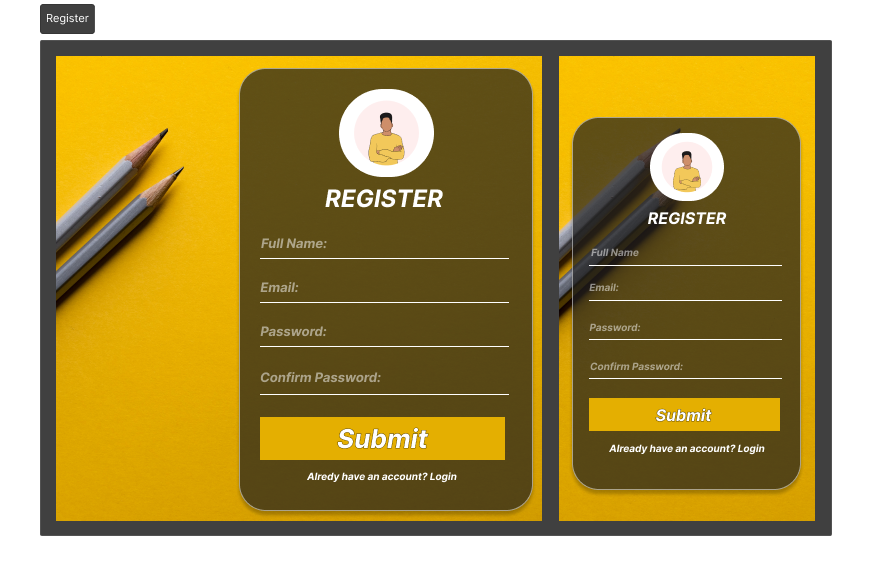 Register
REGISTER
Full Name:
Email:
Password:
Confirm Password:
Submit
Alredy have an account? Login
REGISTER
Full Name
Email:
Password:
Confirm Password:
Submit
Already have an account? Login